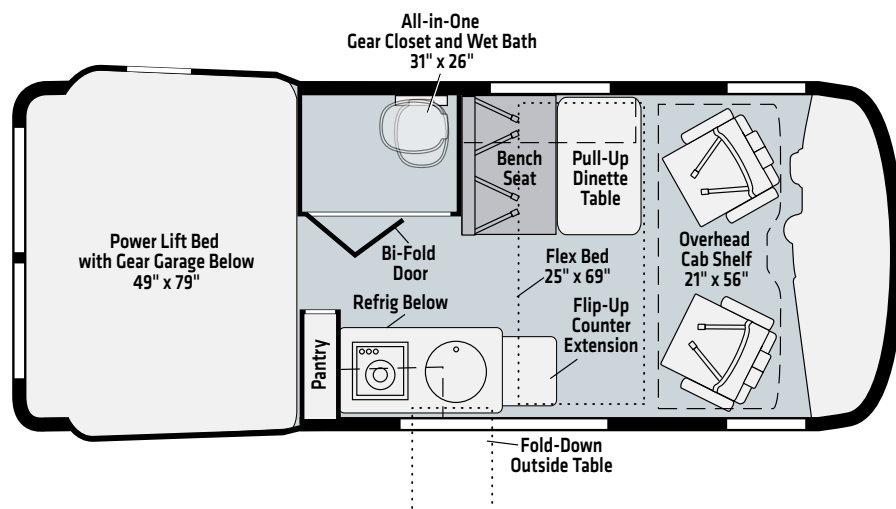 All-in-One
Gear Closet and Wet Bath
31" x 26"
Power Lift Bed
with Gear Garage Below
49" x 79"
Bench
Seat
Pull-Up
Dinette
Table
Bi-Fold
Door
Flex Bed
25" x 69"
Overhead
Cab Shelf
21" x 56"
Refrig Below
Flip-Up
Counter
Extension
Pantry
Fold-Down
Outside Table